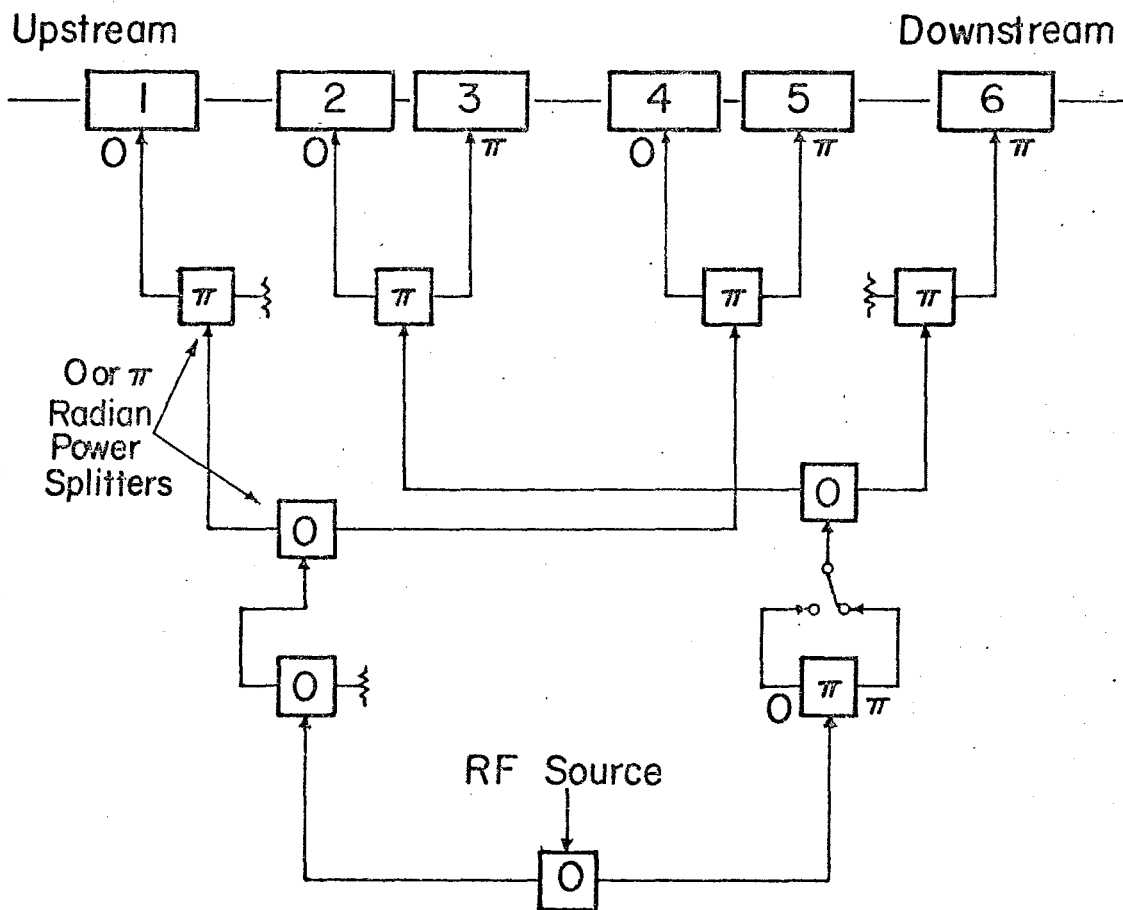 Upstream
Downstream
1
2
3
4
5
6
0
0
π
0
π
π
π
π
π
π
0 or π
Radian
Power
Splitters
0
0
0
π
0
π
RF Source
0